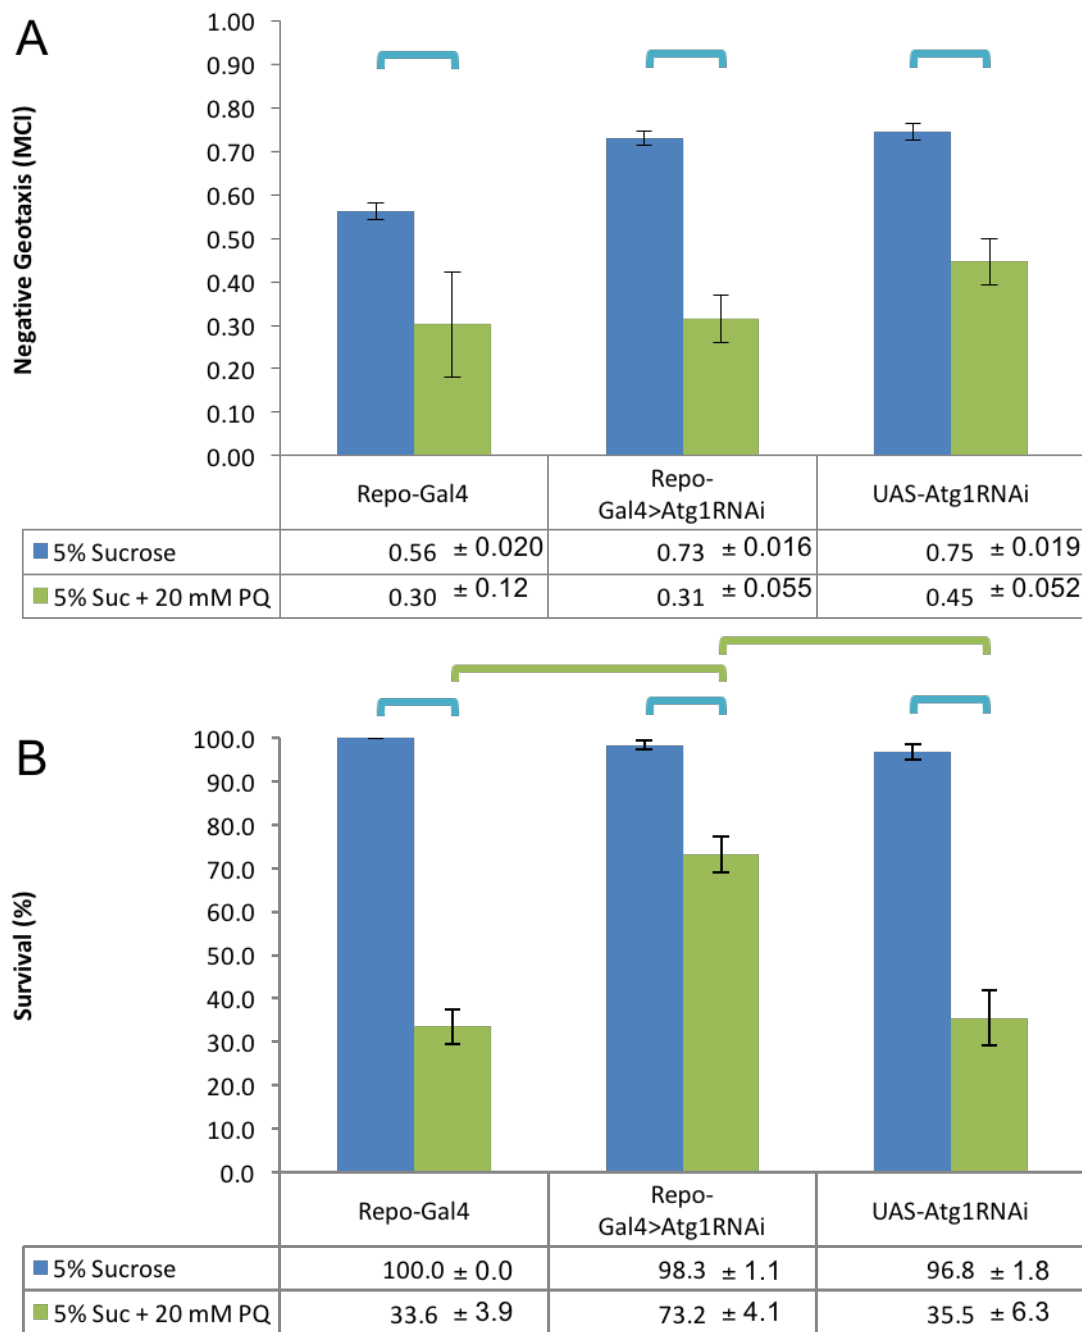 A
Negative Geotaxis (MCI)
1.00
0.90
0.80
0.70
0.60
0.50
0.40
0.30
0.20
0.10
0.00
Repo-Gal4
Repo-
Gal4>Atg1RNAi
UAS-Atg1RNAi
5% Sucrose 0.56 ± 0.020 0.73 ± 0.016 0.75 ± 0.019
5% Suc + 20 mM PQ 0.30 ± 0.12 0.31 ± 0.055 0.45 ± 0.052
B
Survival (%)
100.0
90.0
80.0
70.0
60.0
50.0
40.0
30.0
20.0
10.0
0.0
Repo-Gal4
Repo-
Gal4>Atg1RNAi
UAS-Atg1RNAi
5% Sucrose 100.0 ± 0.0 98.3 ± 1.1 96.8 ± 1.8
5% Suc + 20 mM PQ 33.6 ± 3.9 73.2 ± 4.1 35.5 ± 6.3